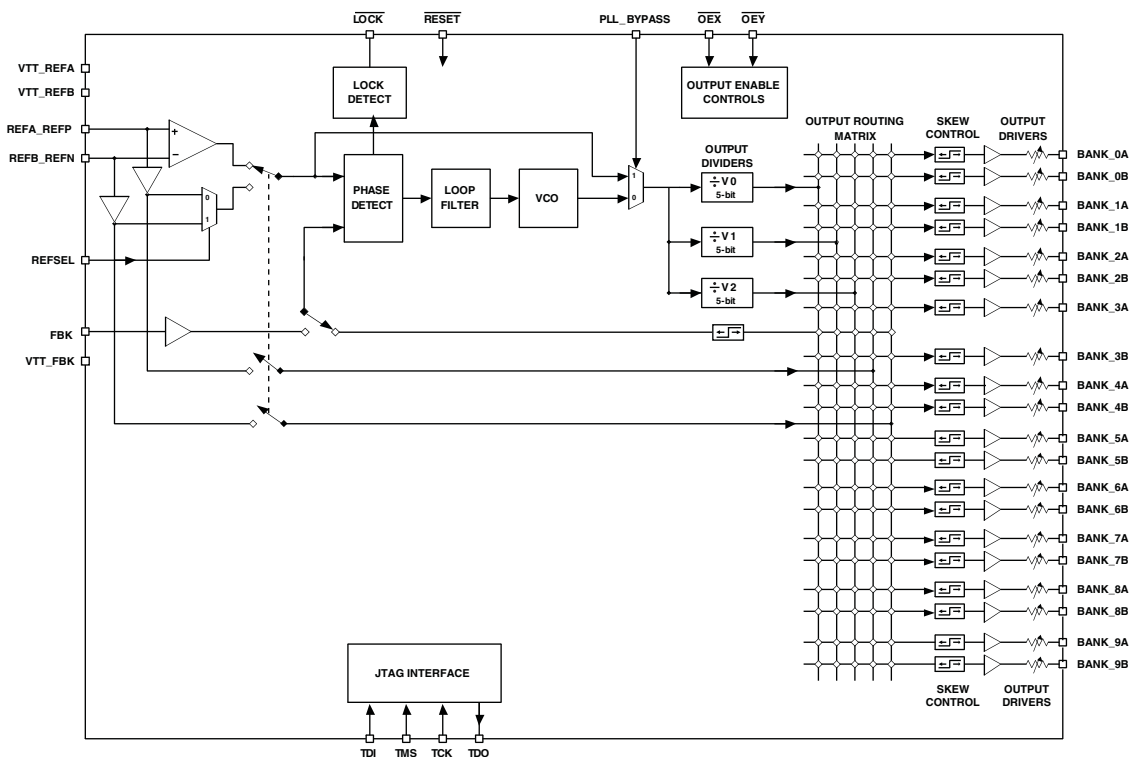 LOCK
RESET
PLL_BYPASS
OEX
OEY
VTT_REFA
VTT_REFB
REFA_REFP
REFB_REFN
REFSEL
FBK
VTT_FBK
LOCK
DETECT
OUTPUT ENABLE
CONTROLS
+
−
0
1
PHASE
DETECT
LOOP
FILTER
VCO
1
0
OUTPUT
DIVIDERS
÷V0
5-bit
÷V1
5-bit
÷V2
5-bit
OUTPUT ROUTING
MATRIX
SKEW
CONTROL
OUTPUT
DRIVERS
BANK_0A
BANK_0B
BANK_1A
BANK_1B
BANK_2A
BANK_2B
BANK_3A
BANK_3B
BANK_4A
BANK_4B
BANK_5A
BANK_5B
BANK_6A
BANK_6B
BANK_7A
BANK_7B
BANK_8A
BANK_8B
BANK_9A
BANK_9B
SKEW
CONTROL
OUTPUT
DRIVERS
JTAG INTERFACE
TDI
TMS
TCK
TDO